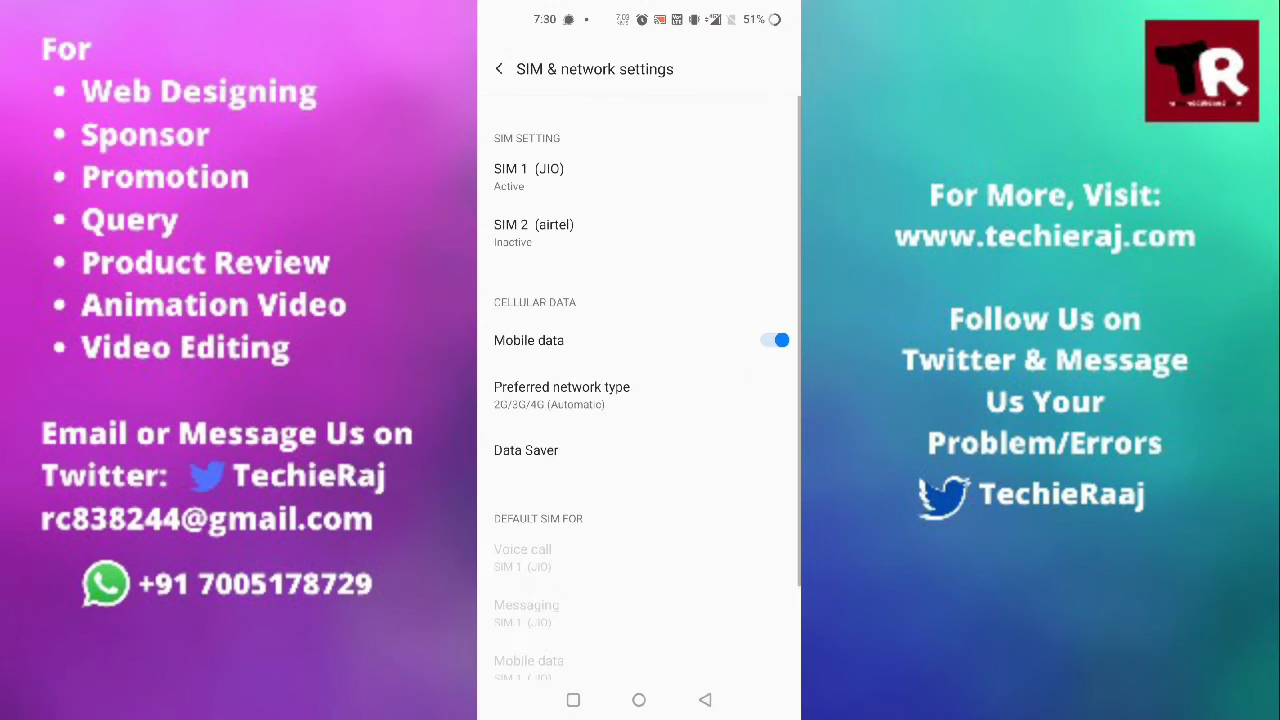 For
• Web Designing
• Sponsor
• Promotion
• Query
• Product Review
• Animation Video
• Video Editing
Email or Message Us on
Twitter: TechieRaj
rc838244@gmail.com
+91 7005178729
7:30
51%
SIM & network settings
SIM SETTING
SIM 1 (JIO)
Active
SIM 2 (airtel)
Inactive
CELLULAR DATA
Mobile data
Preferred network type
2G/3G/4G (Automatic)
Data Saver
DEFAULT SIM FOR
Voice call
SIM 1 (JIO)
Messaging
SIM 1 (JIO)
Mobile data
SIM 1 (JIO)
TR
For More, Visit:
www.techieraj.com
Follow Us on
Twitter & Message
Us Your
Problem/Errors
TechieRaaj